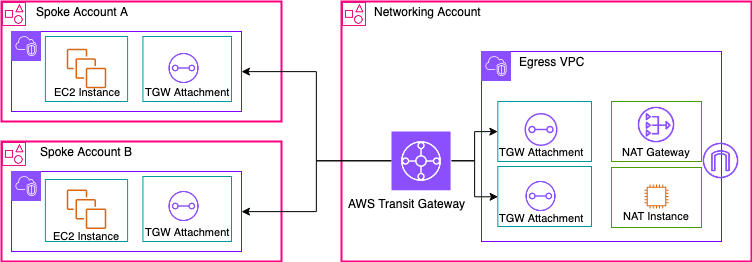 Spoke Account A
EC2 Instance
TGW Attachment
Spoke Account B
EC2 Instance
TGW Attachment
Networking Account
AWS Transit Gateway
Egress VPC
TGW Attachment
NAT Gateway
TGW Attachment
NAT Instance